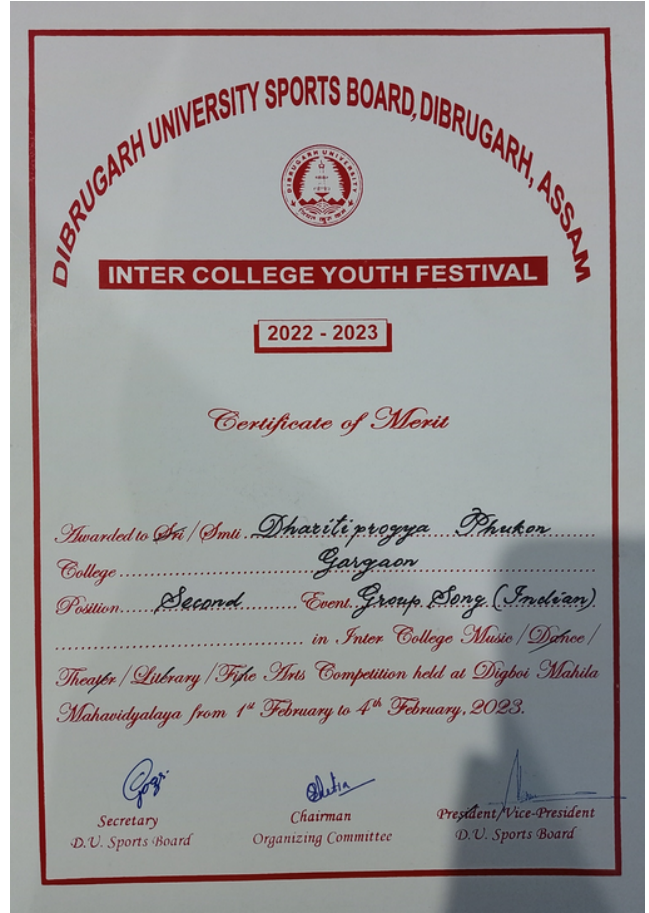 DIBRUGARH UNIVERSITY SPORTS BOARD, DIBRUGARH, ASSAM
DIBRUGARH UNIVERSITY
INTER COLLEGE YOUTH FESTIVAL
2022 - 2023
Certificate of Merit
Awarded to Sri / Smti Dharitiprogya Phukon
College Gargaon
Position Second Event Group Song (Indian)
in Inter College Music / Dance /
Theater / Literary / Fine Arts Competition held at Digboi Mahila
Mahavidyalaya from 1st February to 4th February, 2023.
Secretary Chairman President/Vice-President
D.U. Sports Board Organizing Committee D.U. Sports Board